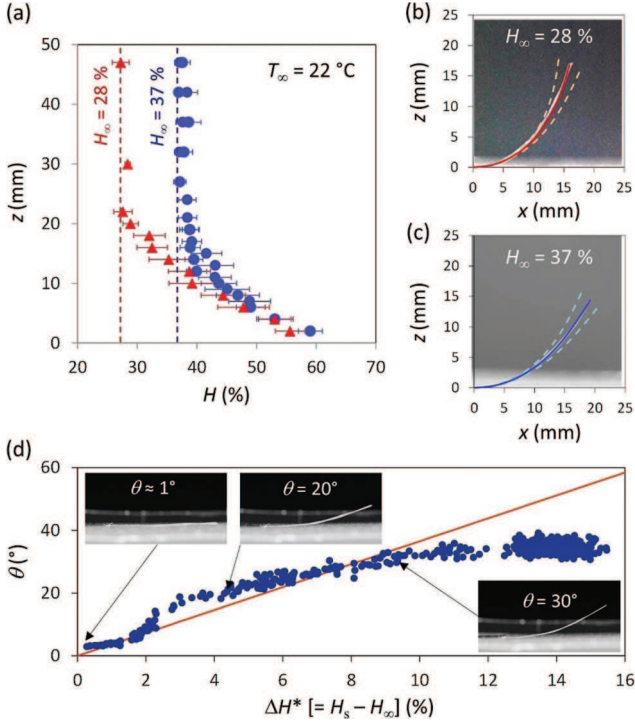 (a)
50
40
30
20
10
0
z (mm)
H∞ = 28 %
H∞ = 37 %
T∞ = 22 °C
20 30 40 50 60 70
H (%)
(b)
25
20
15
10
5
0
z (mm)
H∞ = 28 %
0 5 10 15 20 25
x (mm)
(c)
25
20
15
10
5
0
z (mm)
H∞ = 37 %
0 5 10 15 20 25
x (mm)
(d)
60
40
20
0
θ (°)
θ ≈ 1°
θ = 20°
θ = 30°
0 2 4 6 8 10 12 14 16
ΔH* [= Hs – H∞] (%)